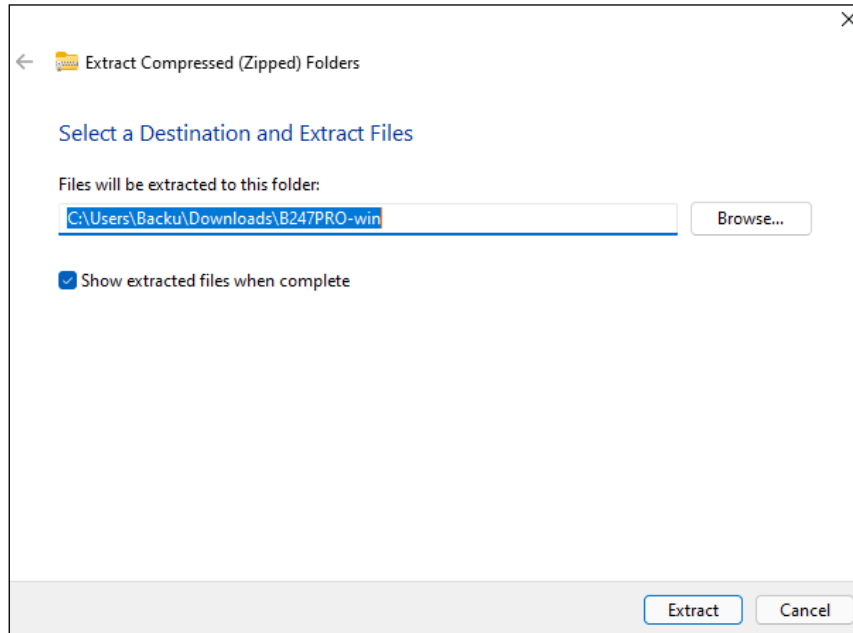 Extract Compressed (Zipped) Folders
Select a Destination and Extract Files
Files will be extracted to this folder:
C:\Users\Backu\Downloads\B247PRO-win
Browse...
Show extracted files when complete
Extract
Cancel